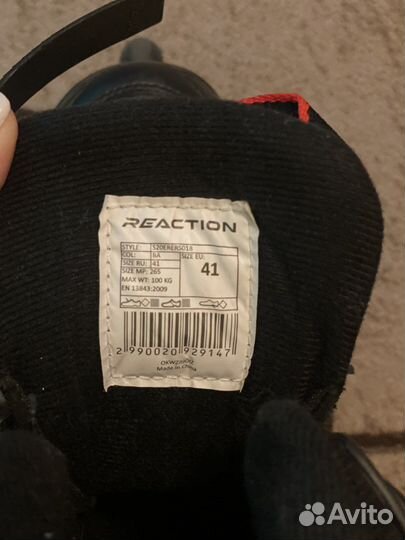 REACTION
STYLE: S20ERERS018
COL: BA SIZE EU:
SIZE RU: 41 41
SIZE MP: 265
MAX WT: 100 KG
EN 13843:2009
2 990020 929147
Made in China
Avito